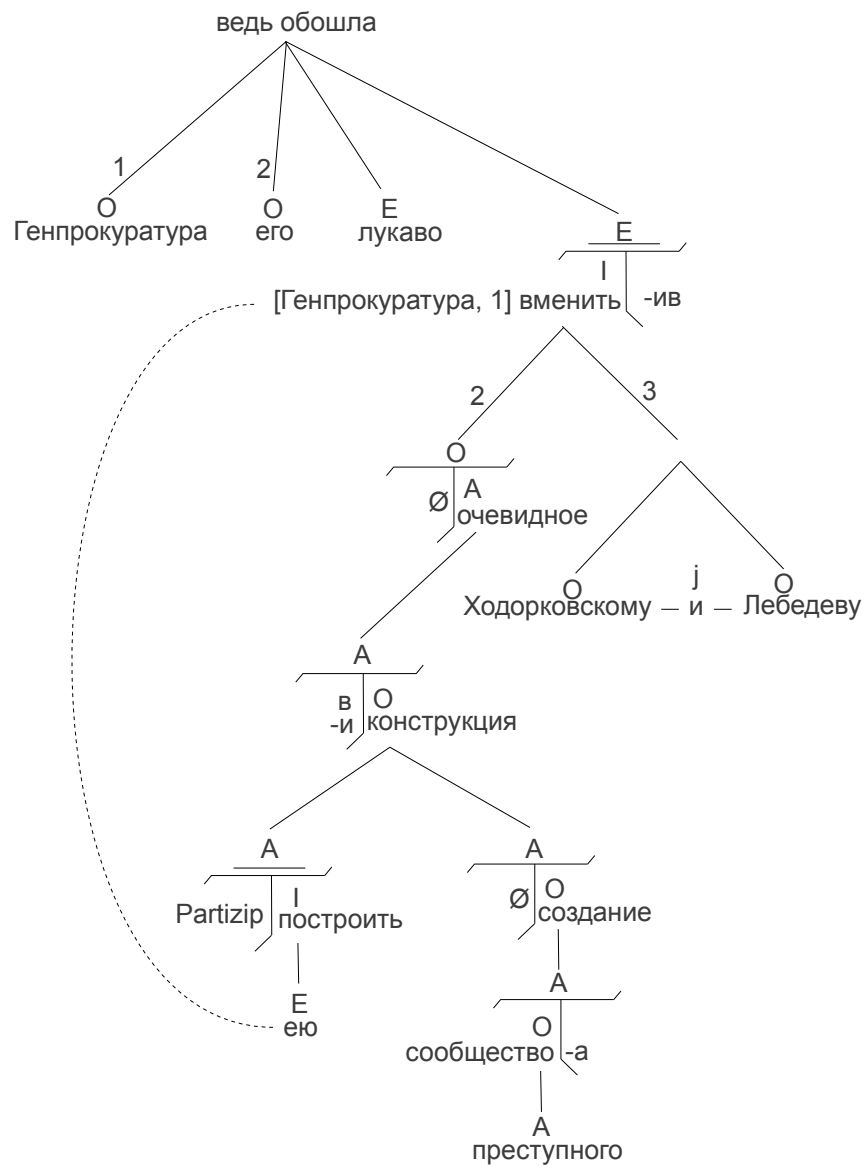 ведь обошла
1 2
О О Е
Генпрокуратура его лукаво
Е
I
[Генпрокуратура, 1] вменить -ив
2 3
О
Ø А
очевидное
О j О
Ходорковскому – и – Лебедеву
А
в О
-и конструкция
А А
Partizip I построить
Ø О создание
Е А
ею
О
сообщество -а
А
преступного